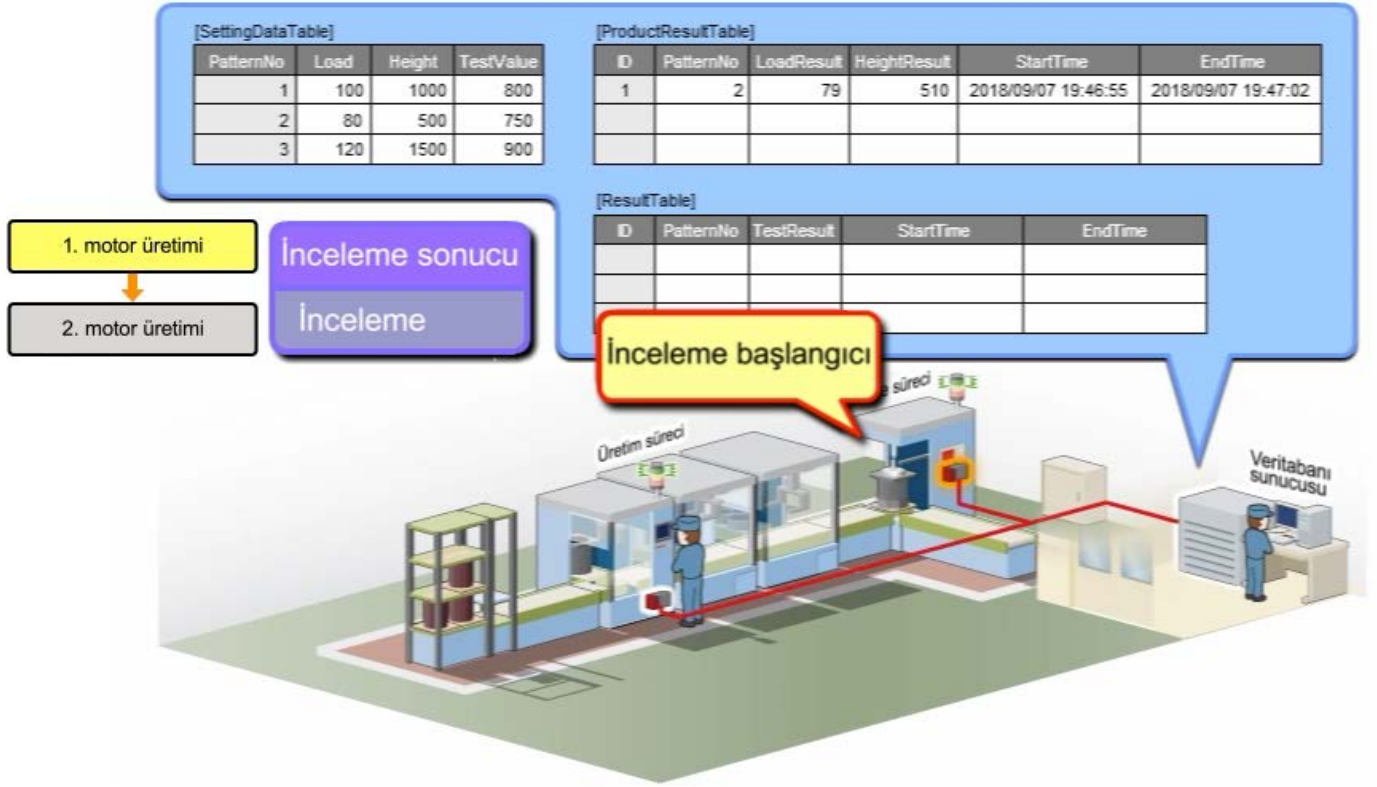 [SettingDataTable]
PatternNo Load Height TestValue
1 100 1000 800
2 80 500 750
3 120 1500 900
[ProductResultTable]
ID PatternNo LoadResult HeightResult StartTime EndTime
1 2 79 510 2018/09/07 19:46:55 2018/09/07 19:47:02
[ResultTable]
ID PatternNo TestResult StartTime EndTime
1. motor üretimi
2. motor üretimi
İnceleme sonucu
İnceleme
İnceleme başlangıcı
süreci
Üretim süreci
Veritabanı
sunucusu